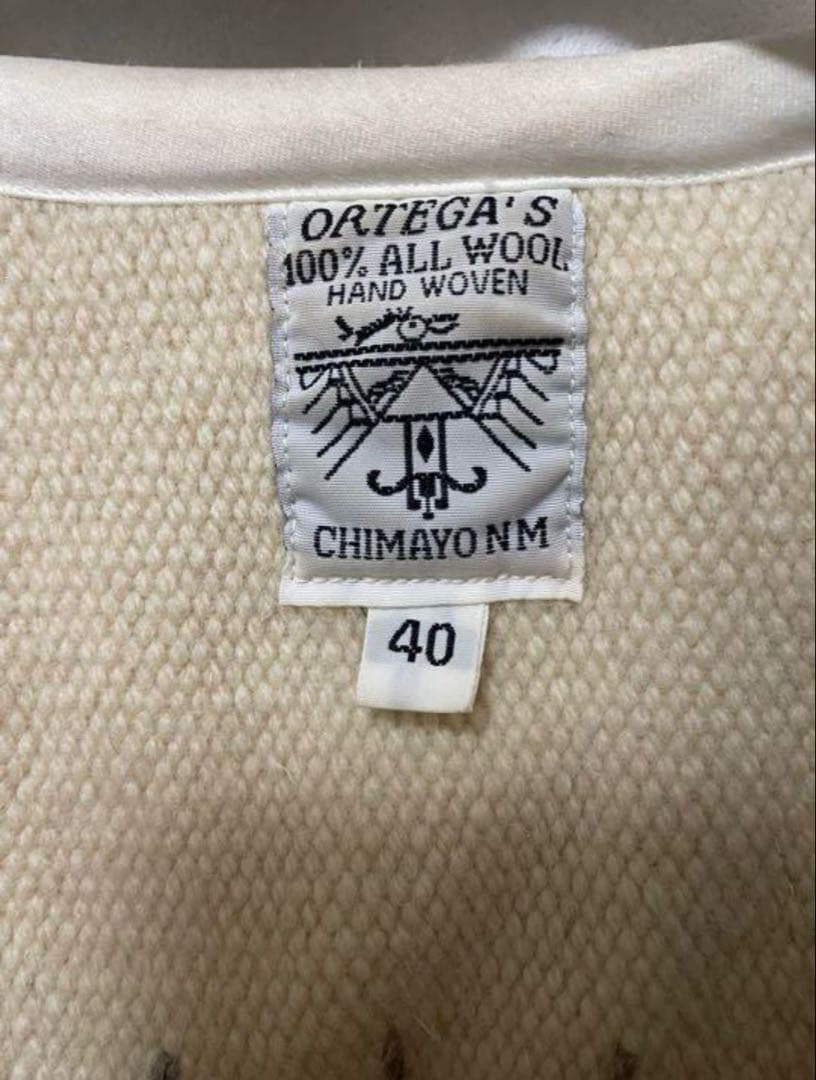 ORTEGA'S
100% ALL WOOL
HAND WOVEN
CHIMAYO NM
40